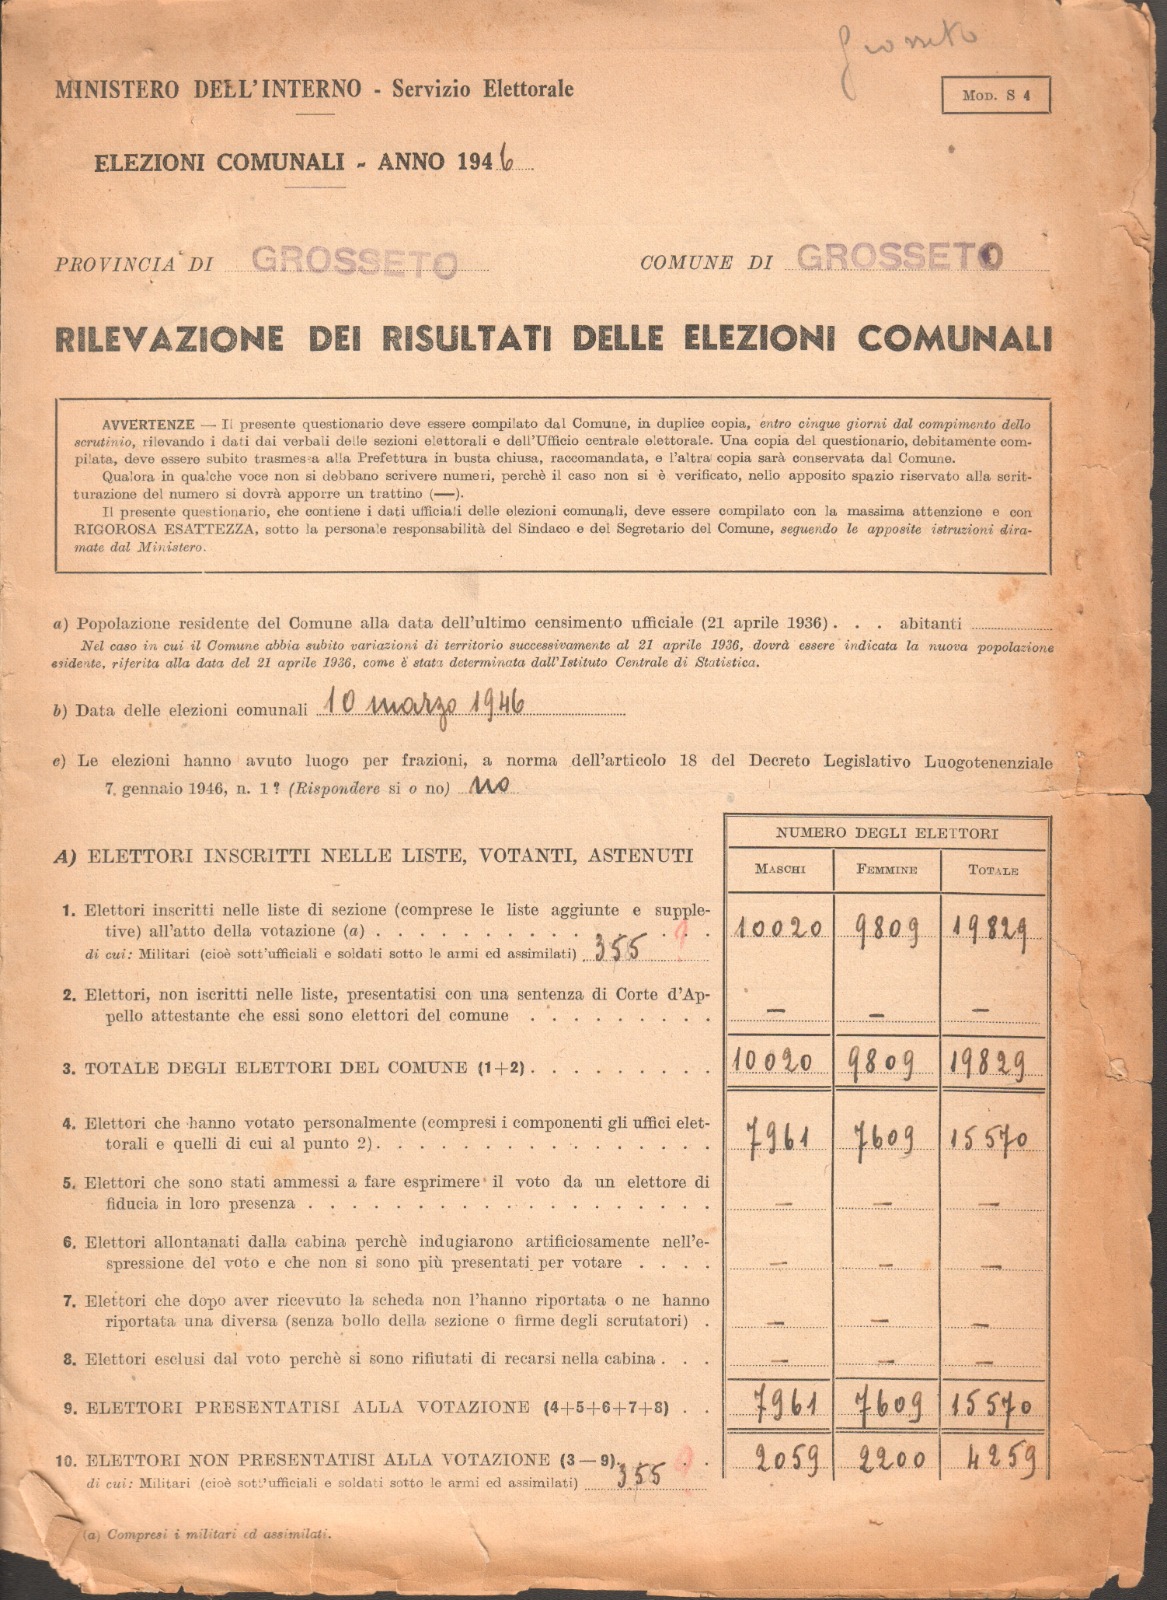 Grosseto
MINISTERO DELL'INTERNO - Servizio Elettorale
MOD. S 4
ELEZIONI COMUNALI - ANNO 1946
PROVINCIA DI GROSSETO COMUNE DI GROSSETO
RILEVAZIONE DEI RISULTATI DELLE ELEZIONI COMUNALI
AVVERTENZE — Il presente questionario deve essere compilato dal Comune, in duplice copia, entro cinque giorni dal compimento dello
scrutinio, rilevando i dati dai verbali delle sezioni elettorali e dell'Ufficio centrale elettorale. Una copia del questionario, debitamente com-
pilata, deve essere subito trasmessa alla Prefettura in busta chiusa, raccomandata, e l'altra copia sarà conservata dal Comune.
Qualora in qualche voce non si debbano scrivere numeri, perchè il caso non si è verificato, nello apposito spazio riservato alla scrit-
turazione del numero si dovrà apporre un trattino (—).
Il presente questionario, che contiene i dati ufficiali delle elezioni comunali, deve essere compilato con la massima attenzione e con
RIGOROSA ESATTEZZA, sotto la personale responsabilità del Sindaco e del Segretario del Comune, seguendo le apposite istruzioni dira-
mate dal Ministero.
a) Popolazione residente del Comune alla data dell'ultimo censimento ufficiale (21 aprile 1936) . . . abitanti
Nel caso in cui il Comune abbia subito variazioni di territorio successivamente al 21 aprile 1936, dovrà essere indicata la nuova popolazione
esidente, riferita alla data del 21 aprile 1936, come è stata determinata dall'Istituto Centrale di Statistica.
b) Data delle elezioni comunali 10 marzo 1946
c) Le elezioni hanno avuto luogo per frazioni, a norma dell'articolo 18 del Decreto Legislativo Luogotenenziale
7 gennaio 1946, n. 1? (Rispondere si o no) no
NUMERO DEGLI ELETTORI
A) ELETTORI INSCRITTI NELLE LISTE, VOTANTI, ASTENUTI
MASCHI FEMMINE TOTALE
1. Elettori inscritti nelle liste di sezione (comprese le liste aggiunte e supple-
tive) all'atto della votazione (a) . . . 10020 9809 19829
di cui: Militari (cioè sott'ufficiali e soldati sotto le armi ed assimilati) 355
2. Elettori, non iscritti nelle liste, presentatisi con una sentenza di Corte d'Ap-
pello attestante che essi sono elettori del comune . . . — — —
3. TOTALE DEGLI ELETTORI DEL COMUNE (1+2) . . . 10020 9809 19829
4. Elettori che hanno votato personalmente (compresi i componenti gli uffici elet-
torali e quelli di cui al punto 2) . . . 7961 7609 15570
5. Elettori che sono stati ammessi a fare esprimere il voto da un elettore di
fiducia in loro presenza . . . — — —
6. Elettori allontanati dalla cabina perchè indugiarono artificiosamente nell'e-
spressione del voto e che non si sono più presentati per votare . . . . — — —
7. Elettori che dopo aver ricevuto la scheda non l'hanno riportata o ne hanno
riportata una diversa (senza bollo della sezione o firme degli scrutatori) . — — —
8. Elettori esclusi dal voto perchè si sono rifiutati di recarsi nella cabina . . . — — —
9. ELETTORI PRESENTATISI ALLA VOTAZIONE (4+5+6+7+8) . . 7961 7609 15570
10. ELETTORI NON PRESENTATISI ALLA VOTAZIONE (3—9) . . . 2059 2200 4259
di cui: Militari (cioè sott'ufficiali e soldati sotto le armi ed assimilati) 355
(a) Compresi i militari ed assimilati.